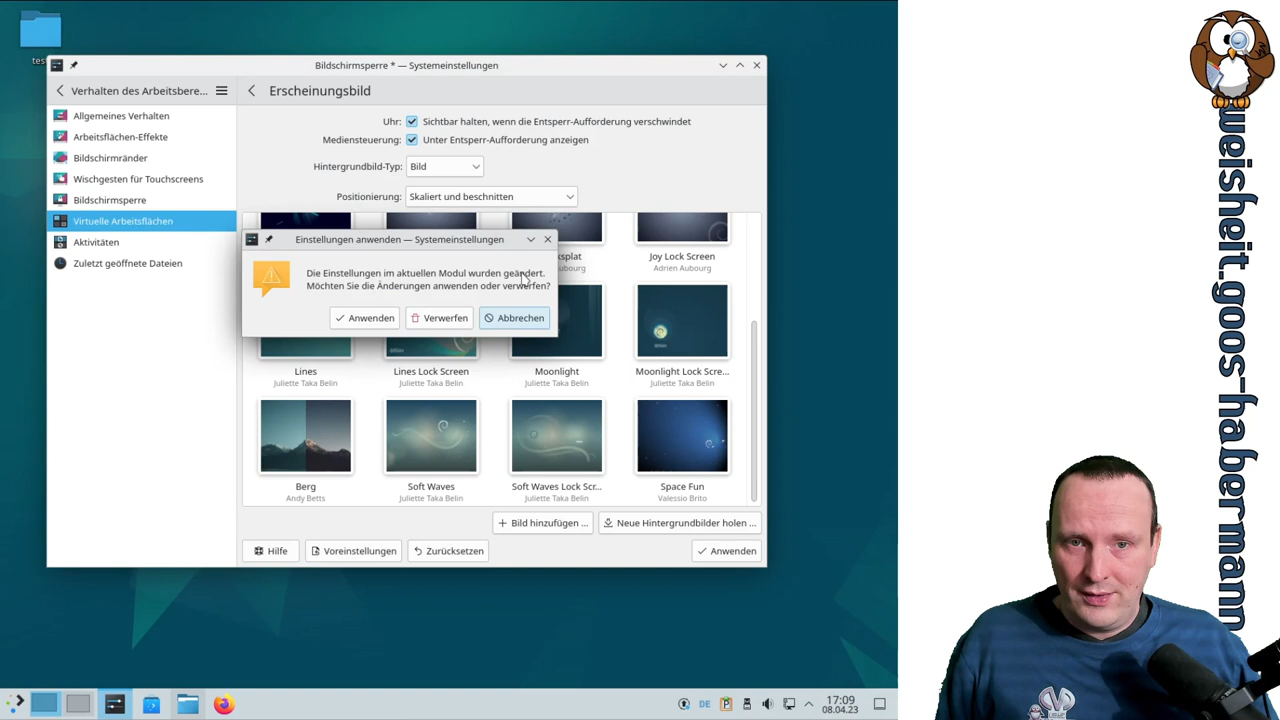 tes
Bildschirmsperre * — Systemeinstellungen
Verhalten des Arbeitsbere...
Erscheinungsbild
Allgemeines Verhalten
Arbeitsflächen-Effekte
Bildschirmränder
Wischgesten für Touchscreens
Bildschirmsperre
Virtuelle Arbeitsflächen
Aktivitäten
Zuletzt geöffnete Dateien
Uhr: Sichtbar halten, wenn die Entsperr-Aufforderung verschwindet
Mediensteuerung: Unter Entsperr-Aufforderung anzeigen
Hintergrundbild-Typ: Bild
Positionierung: Skaliert und beschnitten
ksplat
Aubourg
Joy Lock Screen
Adrien Aubourg
Einstellungen anwenden — Systemeinstellungen
Die Einstellungen im aktuellen Modul wurden geändert.
Möchten Sie die Änderungen anwenden oder verwerfen?
Anwenden Verwerfen Abbrechen
Lines Lines Lock Screen Moonlight Moonlight Lock Scre...
Juliette Taka Belin Juliette Taka Belin Juliette Taka Belin Juliette Taka Belin
Berg Soft Waves Soft Waves Lock Scr... Space Fun
Andy Betts Juliette Taka Belin Juliette Taka Belin Valessio Brito
Bild hinzufügen ... Neue Hintergrundbilder holen ...
Hilfe Voreinstellungen Zurücksetzen Anwenden
DE
17:09
08.04.23
weisheit.goos-habermann